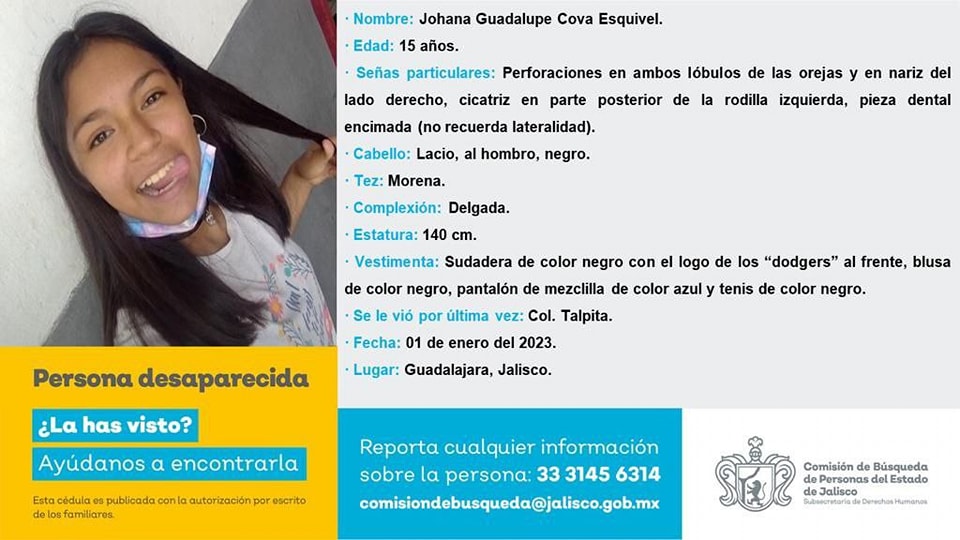 · Nombre: Johana Guadalupe Cova Esquivel.
· Edad: 15 años.
· Señas particulares: Perforaciones en ambos lóbulos de las orejas y en nariz del
lado derecho, cicatriz en parte posterior de la rodilla izquierda, pieza dental
encimada (no recuerda lateralidad).
· Cabello: Lacio, al hombro, negro.
· Tez: Morena.
· Complexión: Delgada.
· Estatura: 140 cm.
· Vestimenta: Sudadera de color negro con el logo de los “dodgers” al frente, blusa
de color negro, pantalón de mezclilla de color azul y tenis de color negro.
· Se le vió por última vez: Col. Talpita.
· Fecha: 01 de enero del 2023.
· Lugar: Guadalajara, Jalisco.
Persona desaparecida
¿La has visto?
Ayúdanos a encontrarla
Esta cédula es publicada con la autorización por escrito
de los familiares.
Reporta cualquier información
sobre la persona: 33 3145 6314
comisiondebusqueda@jalisco.gob.mx
Comisión de Búsqueda
de Personas del Estado
de Jalisco
Subsecretaría de Derechos Humanos